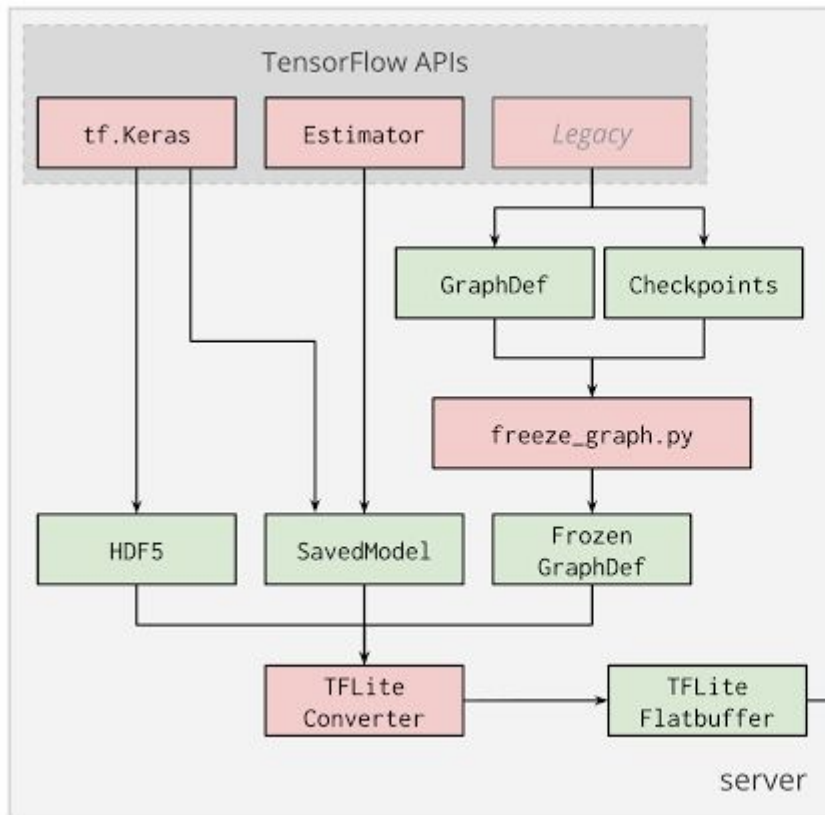 TensorFlow APIs
tf.Keras
Estimator
Legacy
GraphDef
Checkpoints
freeze_graph.py
HDF5
SavedModel
Frozen
GraphDef
TFLite
Converter
TFLite
Flatbuffer
server